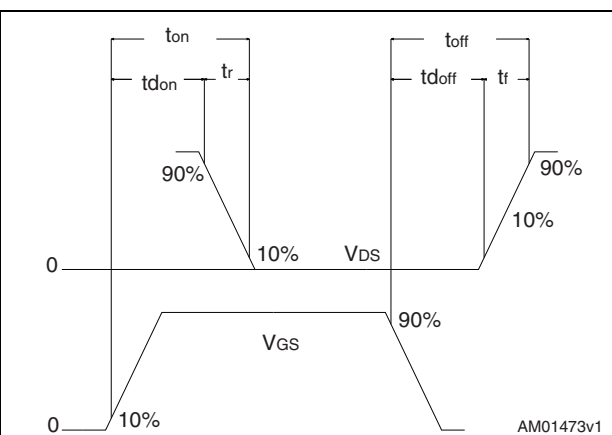 ton toff
tdon tr tdoff tf
90% 90%
10%
10% VDS
0
90%
VGS
10%
0
AM01473v1